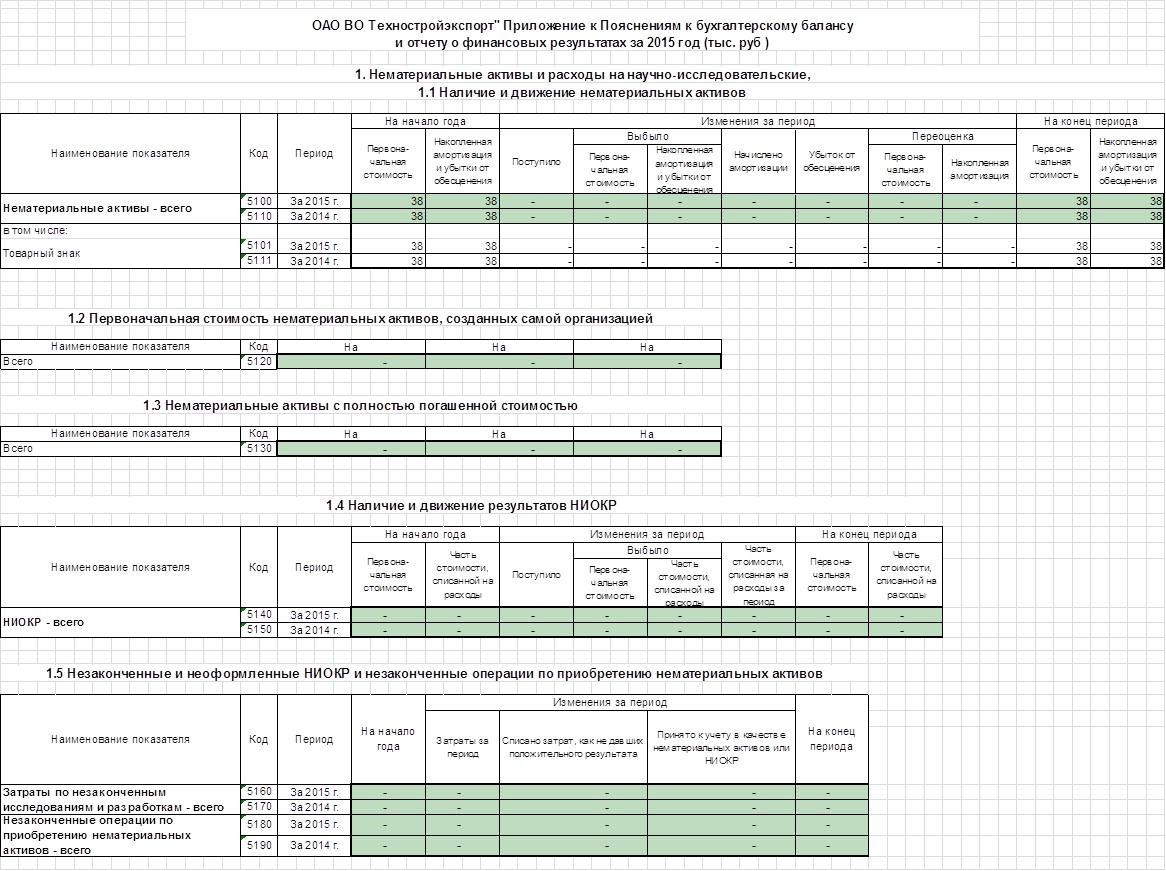 ОАО ВО Техностройэкспорт" Приложение к Пояснениям к бухгалтерскому балансу
и отчету о финансовых результатах за 2015 год (тыс. руб )
1. Нематериальные активы и расходы на научно-исследовательские,
1.1 Наличие и движение нематериальных активов
Наименование показателя Код Период На начало года Изменения за период На конец периода
Первона-
чальная
стоимость
Накопленная
амортизация
и убытки от
обесценения
Поступило
Выбыло
Первона-
чальная
стоимость
Накопленная
амортизация
и убытки от
обесценения
Начислено
амортизации
Убыток от
обесценения
Переоценка
Первона-
чальная
стоимость
Накопленная
амортизация
Первона-
чальная
стоимость
Накопленная
амортизация
и убытки от
обесценения
Нематериальные активы - всего
5100 За 2015 г. 38 38 - - - - - - - 38 38
5110 За 2014 г. 38 38 - - - - - - - 38 38
в том числе:
Товарный знак
5101 За 2015 г. 38 38 - - - - - - - 38 38
5111 За 2014 г. 38 38 - - - - - - - 38 38
1.2 Первоначальная стоимость нематериальных активов, созданных самой организацией
Наименование показателя Код На На На
Всего 5120 - - -
1.3 Нематериальные активы с полностью погашенной стоимостью
Наименование показателя Код На На На
Всего 5130 - - -
1.4 Наличие и движение результатов НИОКР
Наименование показателя Код Период На начало года Изменения за период На конец периода
Первона-
чальная
стоимость
Часть
стоимости,
списанной на
расходы
Поступило
Выбыло
Первона-
чальная
стоимость
Часть
стоимости,
списанной на
расходы
Часть
стоимости,
списанная на
расходы за
период
Первона-
чальная
стоимость
Часть
стоимости,
списанной на
расходы
НИОКР - всего
5140 За 2015 г. - - - - - - - -
5150 За 2014 г. - - - - - - - -
1.5 Незаконченные и неоформленные НИОКР и незаконченные операции по приобретению нематериальных активов
Наименование показателя Код Период
На начало
года
Изменения за период
Затраты за
период
Списано затрат, как не давших
положительного результата
Принято к учету в качестве
нематериальных активов или
НИОКР
На конец
периода
Затраты по незаконченным
исследованиям и разработкам - всего
5160 За 2015 г. - - - - -
5170 За 2014 г. - - - - -
Незаконченные операции по
приобретению нематериальных
активов - всего
5180 За 2015 г. - - - - -
5190 За 2014 г. - - - - -